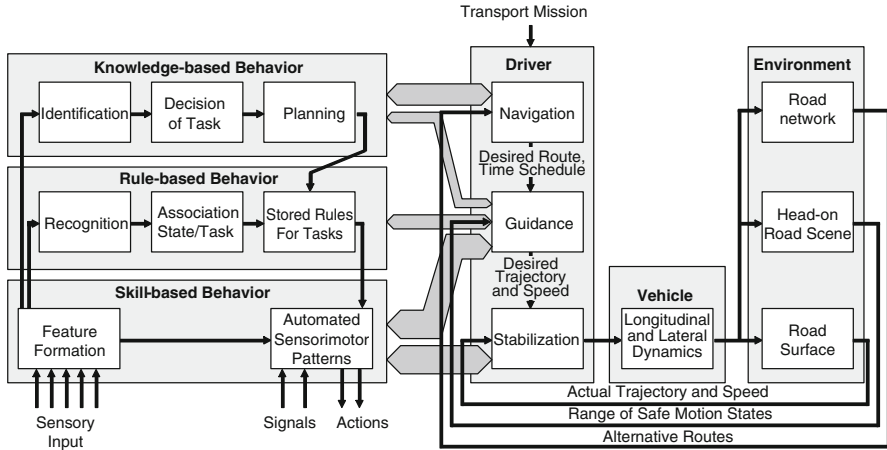 Transport Mission
Knowledge-based Behavior
Identification
Decision
of Task
Planning
Rule-based Behavior
Recognition
Association
State/Task
Stored Rules
For Tasks
Skill-based Behavior
Feature
Formation
Automated
Sensorimotor
Patterns
Sensory
Input
Signals
Actions
Driver
Navigation
Desired Route,
Time Schedule
Guidance
Desired
Trajectory
and Speed
Stabilization
Vehicle
Longitudinal
and Lateral
Dynamics
Environment
Road
network
Head-on
Road Scene
Road
Surface
Actual Trajectory and Speed
Range of Safe Motion States
Alternative Routes